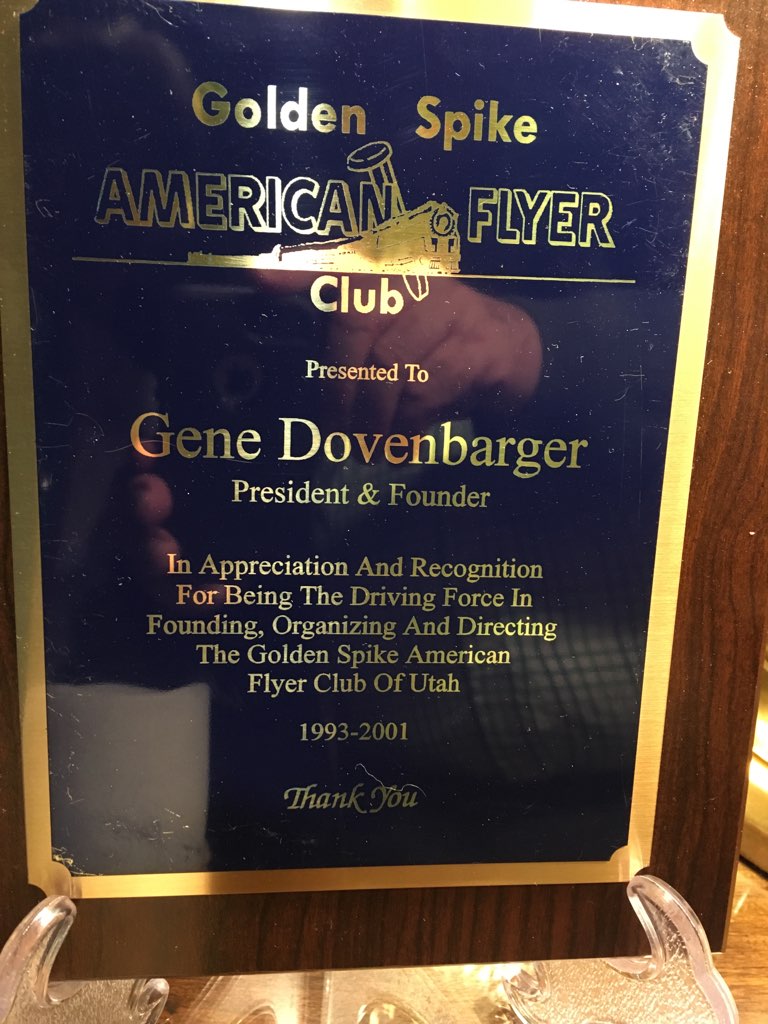 Golden Spike
AMERICAN FLYER
Club
Presented To
Gene Dovenbarger
President & Founder
In Appreciation And Recognition
For Being The Driving Force In
Founding, Organizing And Directing
The Golden Spike American
Flyer Club Of Utah
1993-2001
Thank You